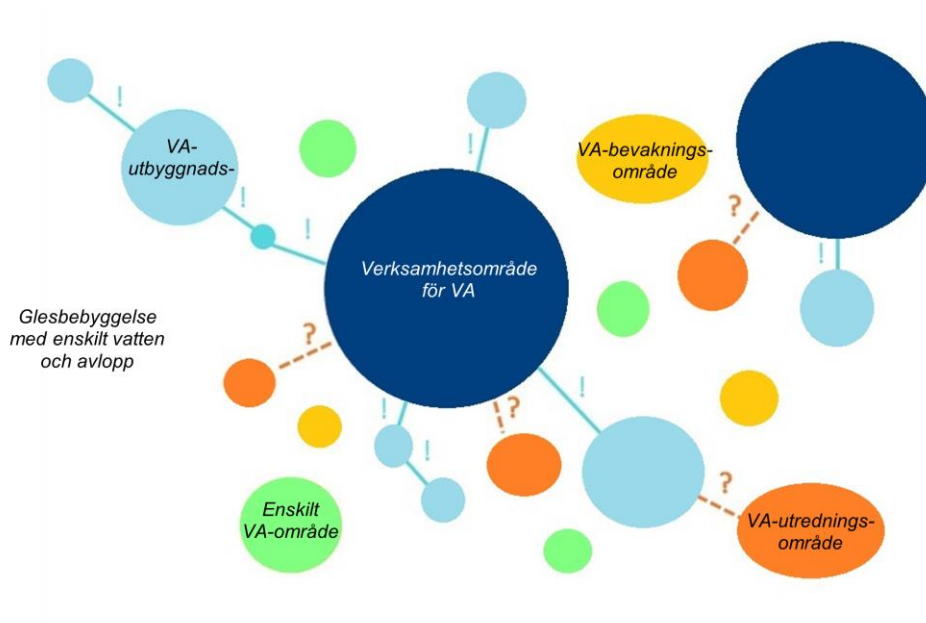 !
VA-
utbyggnads-
!
!
!
VA-bevaknings-
område
?
!
Verksamhetsområde
för VA
Glesbebyggelse
med enskilt vatten
och avlopp
?
!
?
!
!
?
Enskilt
VA-område
VA-utrednings-
område